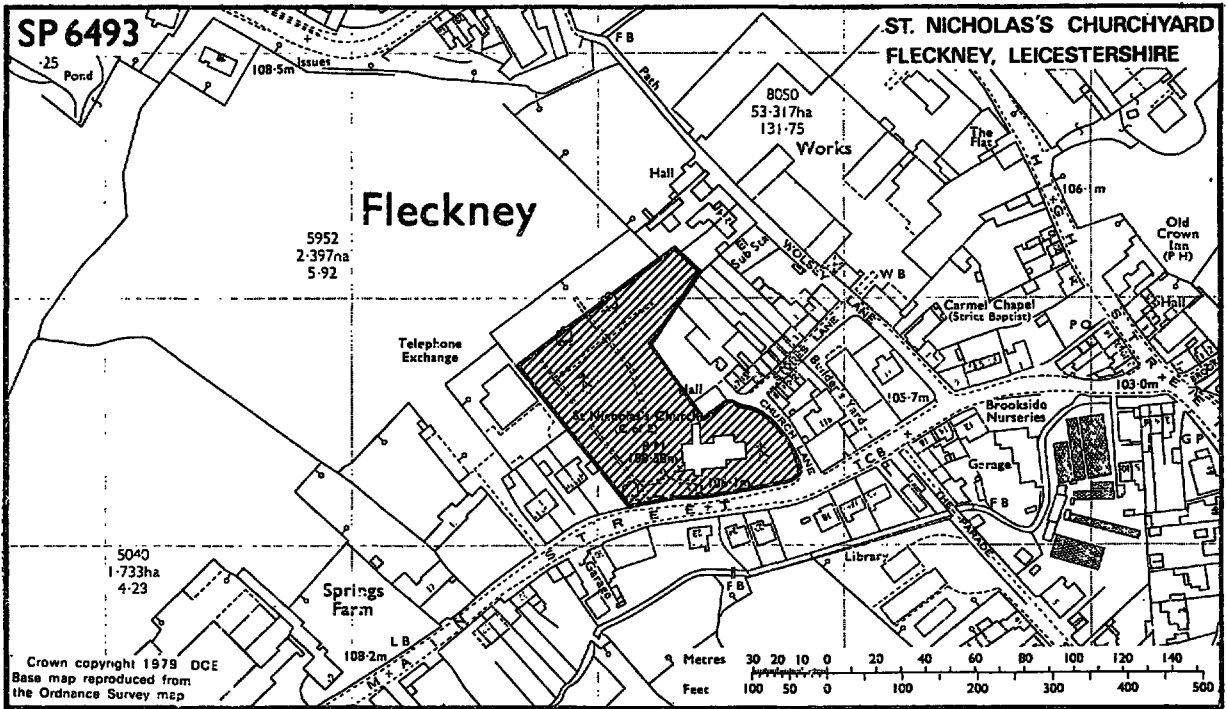 SP 6493
ST. NICHOLAS'S CHURCHYARD
FLECKNEY, LEICESTERSHIRE
·25
Pond
108·5m
Issues
F B
Path
8050
53·317ha
131·75
Works
The
Flat
HIGH STREET
106·1m
Old
Crown
Inn
(P H)
Hall
Hall
Fleckney
5952
2·397ha
5·92
Sub Sta
WOLSEY LANE
W B
Carmel Chapel
(Strict Baptist)
P O
103·0m
Telephone
Exchange
Hall
Builder's Yard
105·7m
CHURCH LANE
St Nicholas's Church
(C of E)
B M
Brookside
Nurseries
G P
Garage
F B
T C B
THE PARADE
MAIN STREET
Library
Garage
F B
5040
1·733ha
4·23
Springs
Farm
L B
108·2m
Crown copyright 1979 DCE
Base map reproduced from
the Ordnance Survey map
Metres 30 20 10 0 20 40 60 80 100 120 140
Feet 100 50 0 100 200 300 400 500